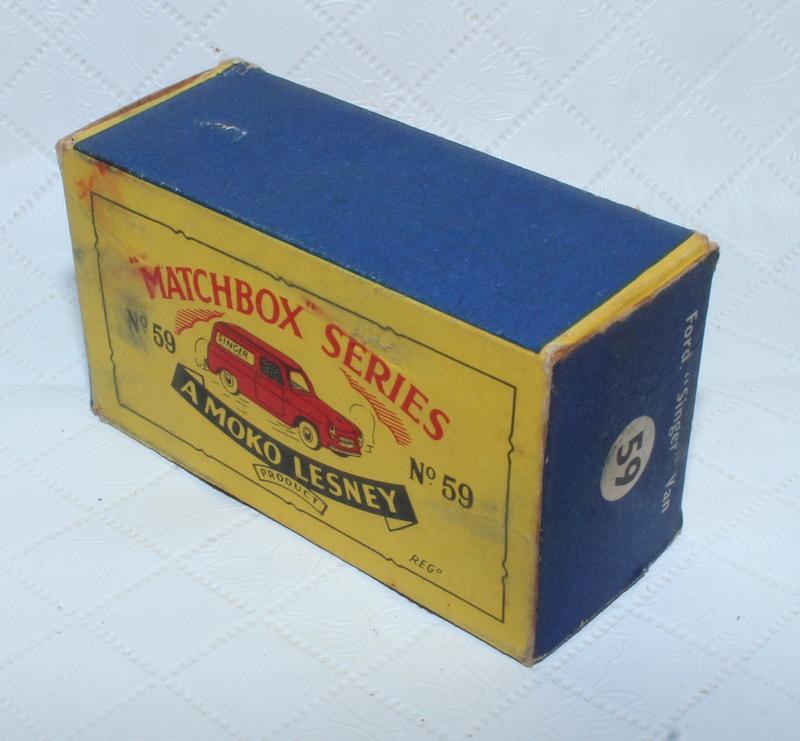 "MATCHBOX" SERIES
Nº 59
SINGER
A MOKO LESNEY
PRODUCT
Nº 59
REGD
Ford "Singer" Van
59